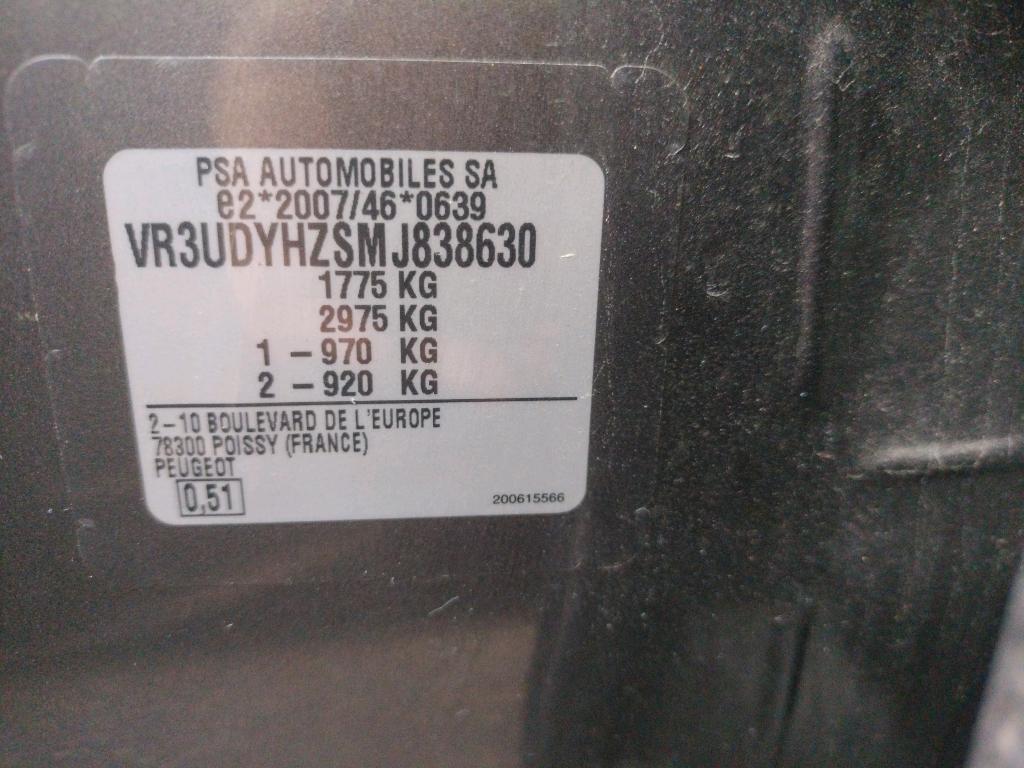 PSA AUTOMOBILES SA
e2*2007/46*0639
VR3UDYHZSMJ838630
1775 KG
2975 KG
1 - 970 KG
2 - 920 KG
2-10 BOULEVARD DE L'EUROPE
78300 POISSY (FRANCE)
PEUGEOT
0,51
200615566